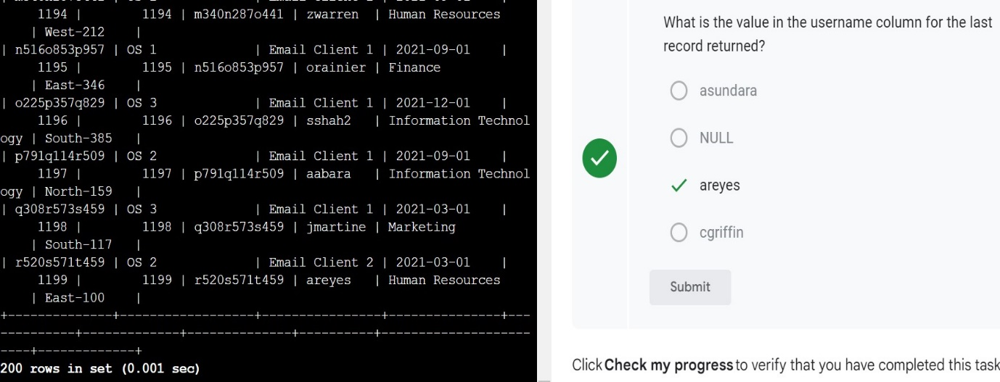 1194 | 1194 | m340n287o441 | zwarren | Human Resources
| West-212 |
| n516o853p957 | OS 1 | Email Client 1 | 2021-09-01 |
1195 | 1195 | n516o853p957 | orainier | Finance
| East-346 |
| o225p357q829 | OS 3 | Email Client 1 | 2021-12-01 |
1196 | 1196 | o225p357q829 | sshah2 | Information Technol
ogy | South-385 |
| p791q114r509 | OS 2 | Email Client 1 | 2021-09-01 |
1197 | 1197 | p791q114r509 | aabara | Information Technol
ogy | North-159 |
| q308r573s459 | OS 3 | Email Client 1 | 2021-03-01 |
1198 | 1198 | q308r573s459 | jmartine | Marketing
| South-117 |
| r520s571t459 | OS 2 | Email Client 2 | 2021-03-01 |
1199 | 1199 | r520s571t459 | areyes | Human Resources
| East-100 |
+--------------+------------------+----------------+---------------+---
----------+-------------+--------------+----------+--------------------
----+-------------+
200 rows in set (0.001 sec)
What is the value in the username column for the last
record returned?
asundara
NULL
areyes
cgriffin
Submit
Click Check my progress to verify that you have completed this task